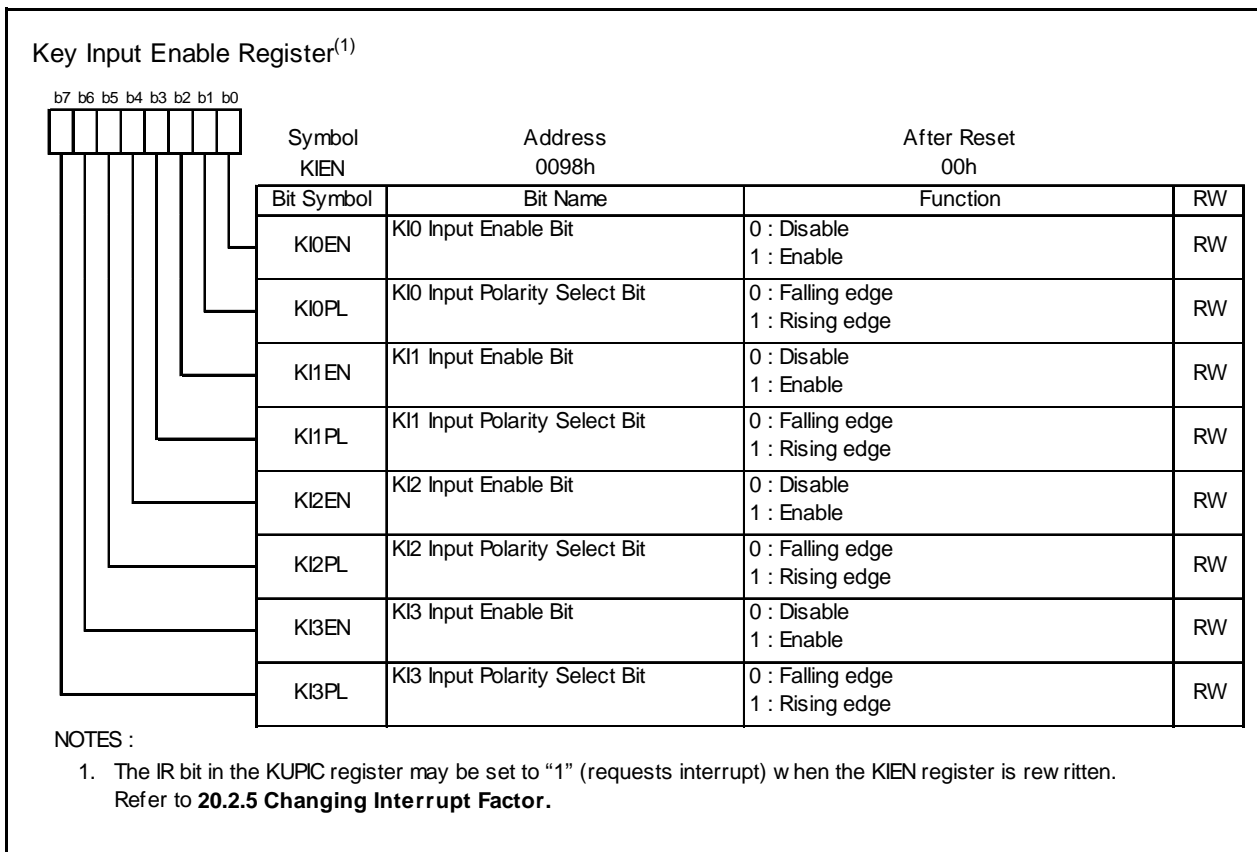 Key Input Enable Register(1)
b7 b6 b5 b4 b3 b2 b1 b0
Symbol Address After Reset
KIEN 0098h 00h
Bit Symbol Bit Name Function RW
KI0EN KI0 Input Enable Bit 0 : Disable RW
1 : Enable
KI0PL KI0 Input Polarity Select Bit 0 : Falling edge RW
1 : Rising edge
KI1EN KI1 Input Enable Bit 0 : Disable RW
1 : Enable
KI1PL KI1 Input Polarity Select Bit 0 : Falling edge RW
1 : Rising edge
KI2EN KI2 Input Enable Bit 0 : Disable RW
1 : Enable
KI2PL KI2 Input Polarity Select Bit 0 : Falling edge RW
1 : Rising edge
KI3EN KI3 Input Enable Bit 0 : Disable RW
1 : Enable
KI3PL KI3 Input Polarity Select Bit 0 : Falling edge RW
1 : Rising edge
NOTES :
1. The IR bit in the KUPIC register may be set to “1” (requests interrupt) w hen the KIEN register is rew ritten.
Refer to 20.2.5 Changing Interrupt Factor.